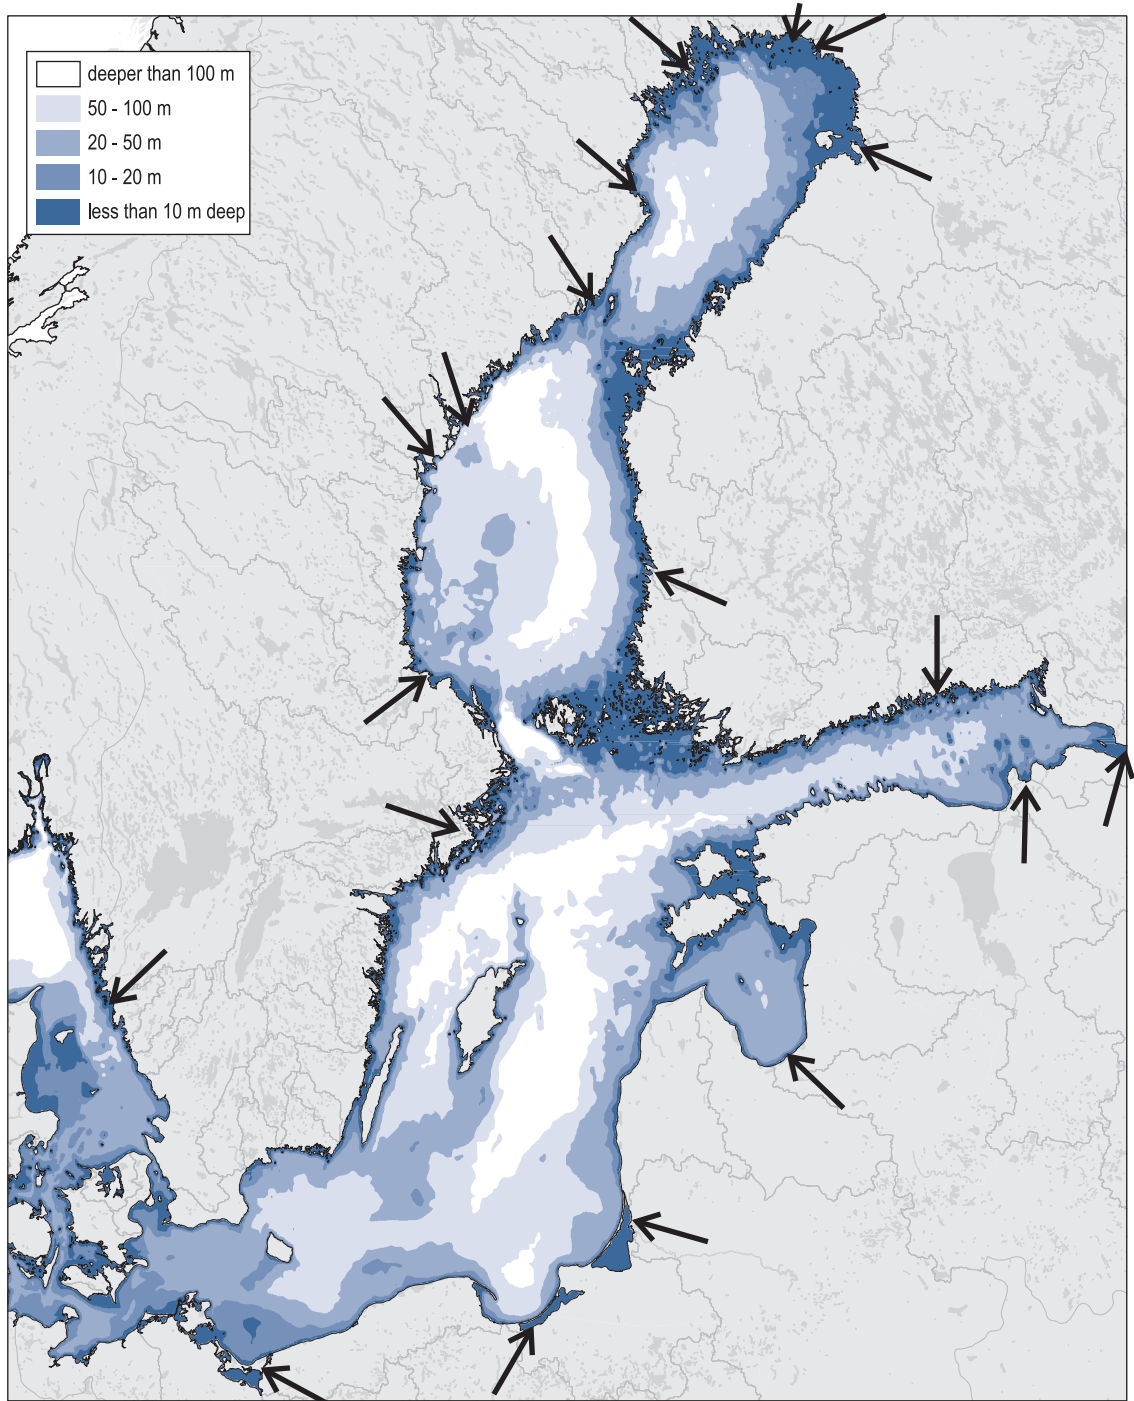 deeper than 100 m
50 - 100 m
20 - 50 m
10 - 20 m
less than 10 m deep